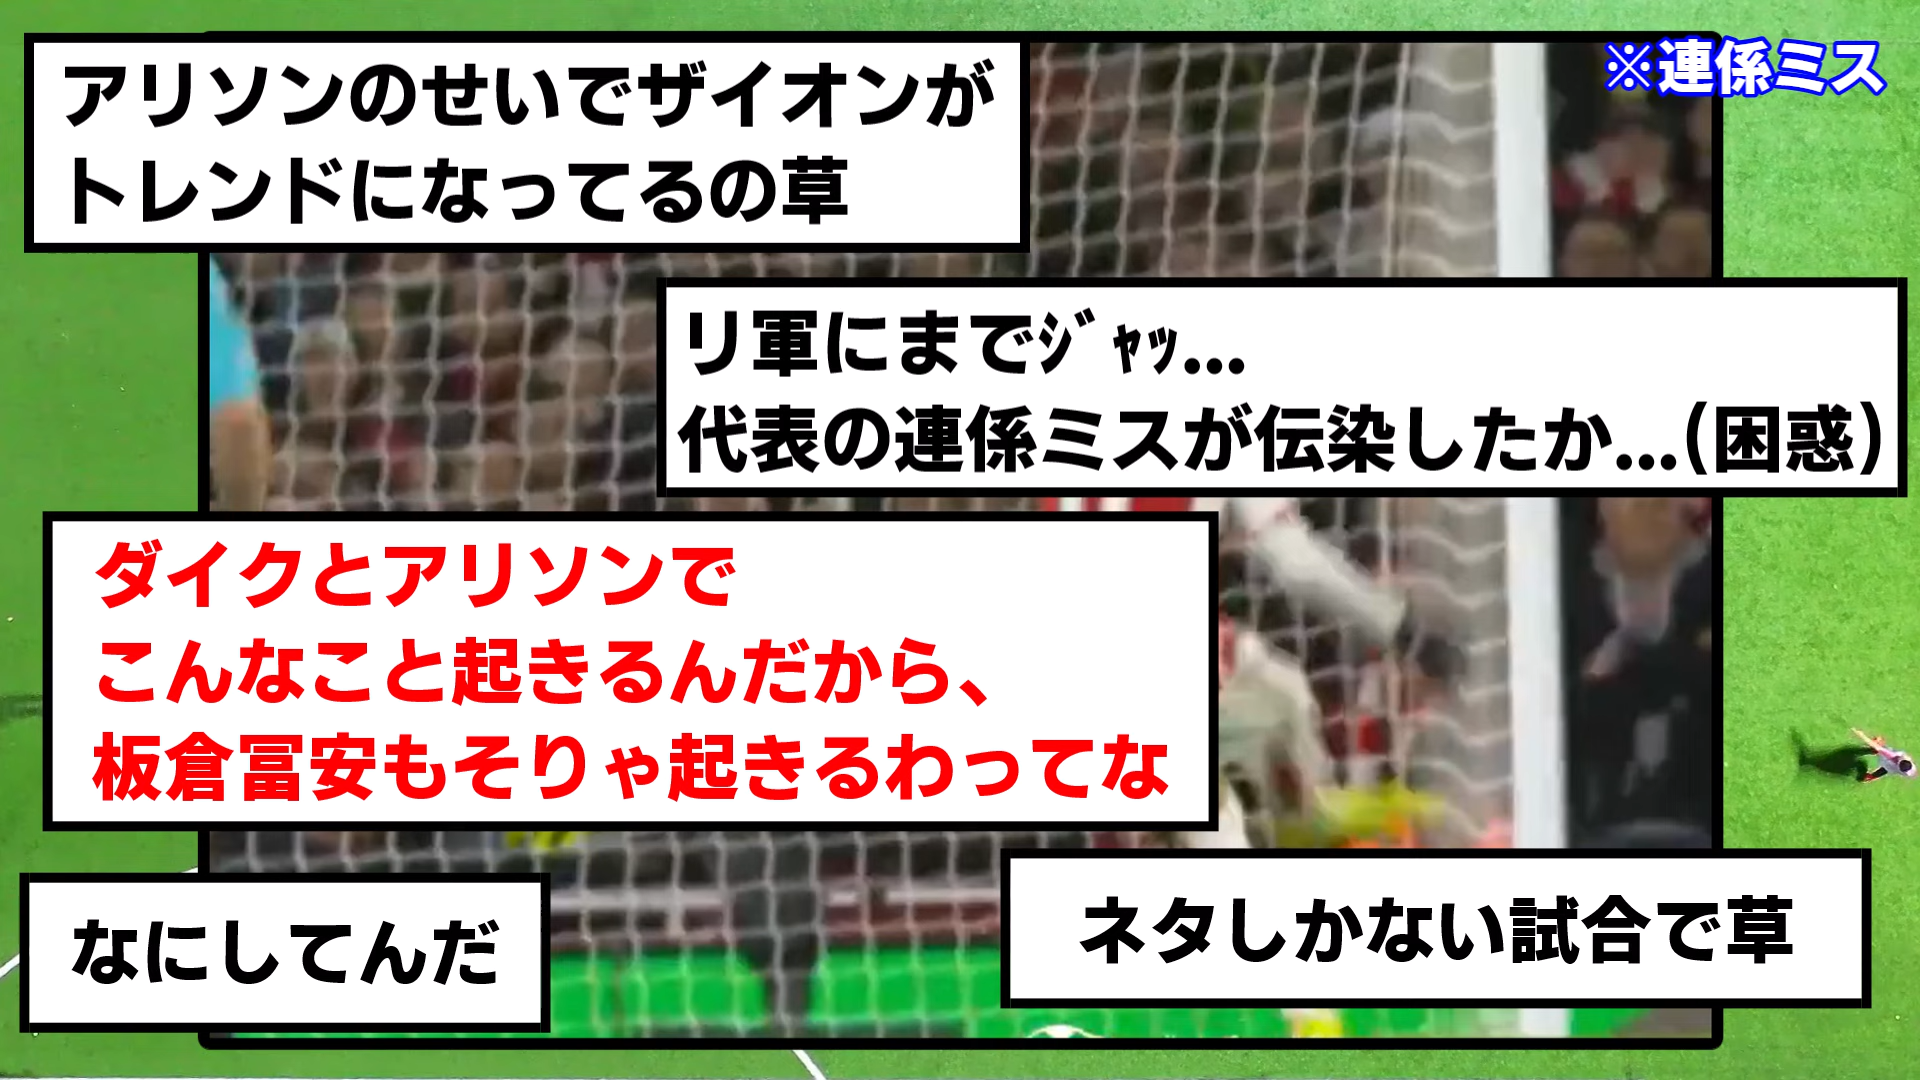 ※連係ミス
アリソンのせいでザイオンが
トレンドになってるの草
リ軍にまでｼﾞｬｯ...
代表の連係ミスが伝染したか...(困惑)
ダイクとアリソンで
こんなこと起きるんだから、
板倉冨安もそりゃ起きるわってな
なにしてんだ
ネタしかない試合で草